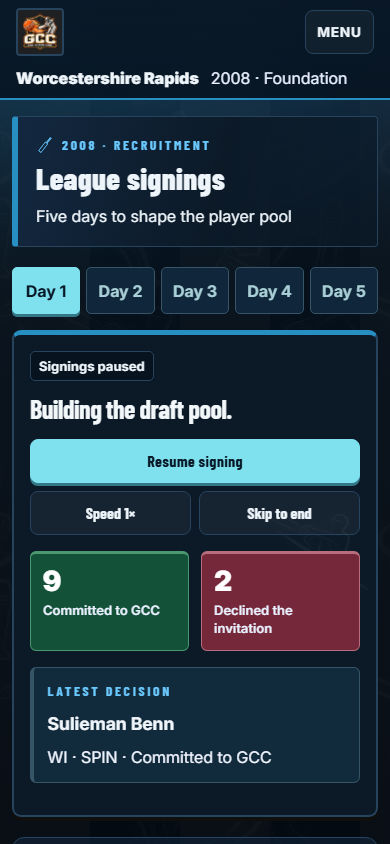 GCC
MENU
Worcestershire Rapids 2008 · Foundation
2008 · RECRUITMENT
League signings
Five days to shape the player pool
Day 1 Day 2 Day 3 Day 4 Day 5
Signings paused
Building the draft pool.
Resume signing
Speed 1× Skip to end
9
Committed to GCC
2
Declined the
invitation
LATEST DECISION
Sulieman Benn
WI · SPIN · Committed to GCC